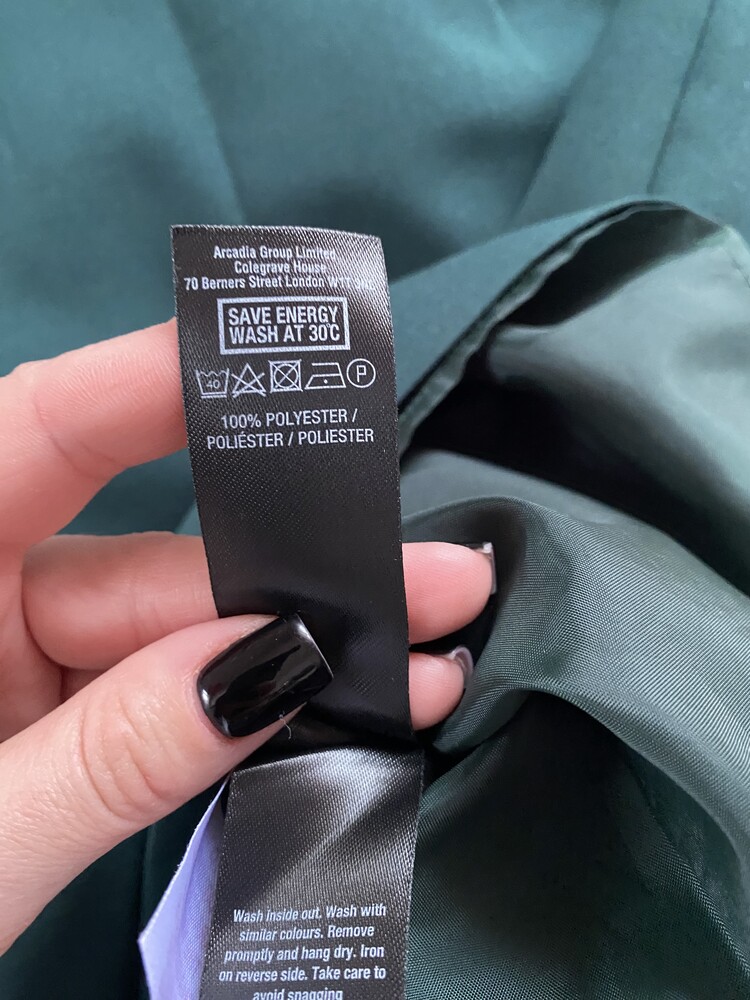 Arcadia Group Limited
Colegrave House
70 Berners Street London
SAVE ENERGY
WASH AT 30°C
40
P
100% POLYESTER /
POLIÉSTER / POLIESTER
Wash inside out. Wash with
similar colours. Remove
promptly and hang dry. Iron
on reverse side. Take care to
avoid snagging